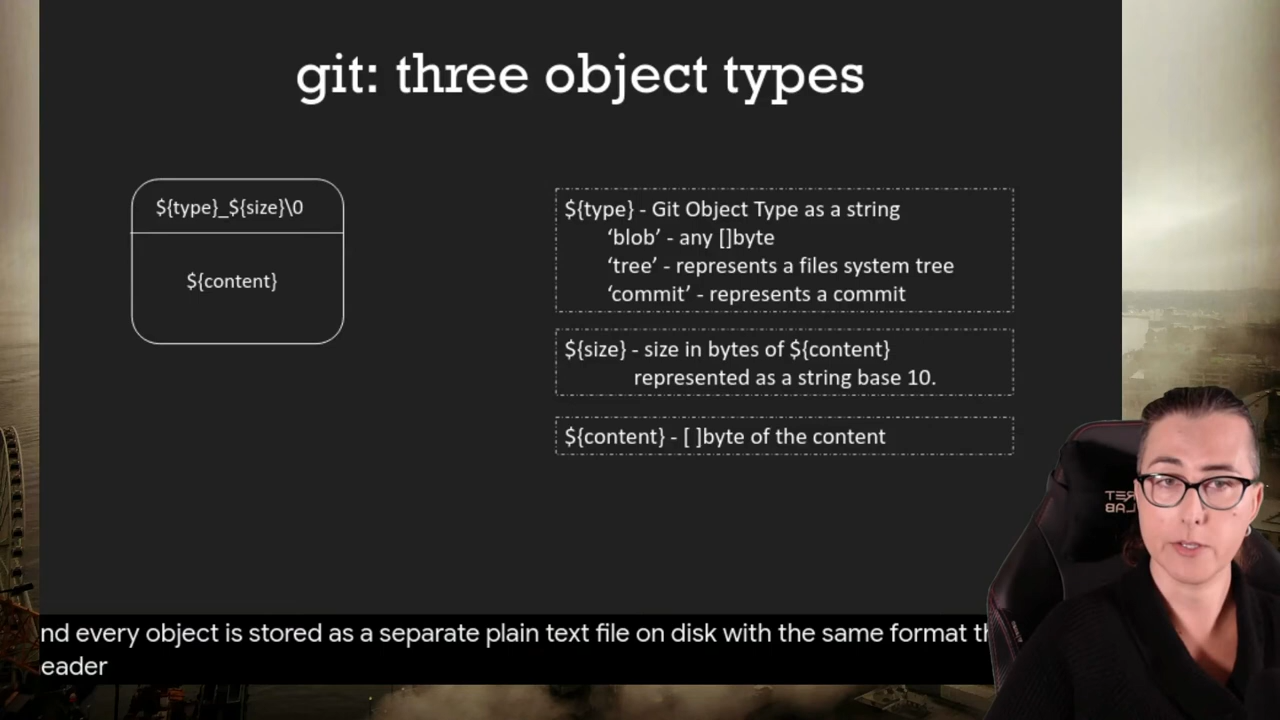 git: three object types
${type}_${size}\0
${content}
${type} - Git Object Type as a string
‘blob’ - any []byte
‘tree’ - represents a files system tree
‘commit’ - represents a commit
${size} - size in bytes of ${content}
represented as a string base 10.
${content} - [ ]byte of the content
nd every object is stored as a separate plain text file on disk with the same format th
eader